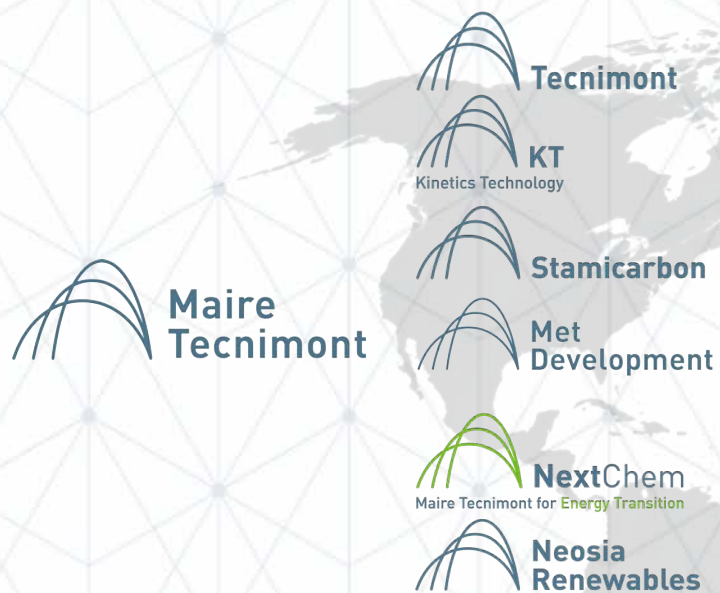 Maire
Tecnimont
Tecnimont
KT
Kinetics Technology
Stamicarbon
Met
Development
NextChem
Maire Tecnimont for Energy Transition
Neosia
Renewables